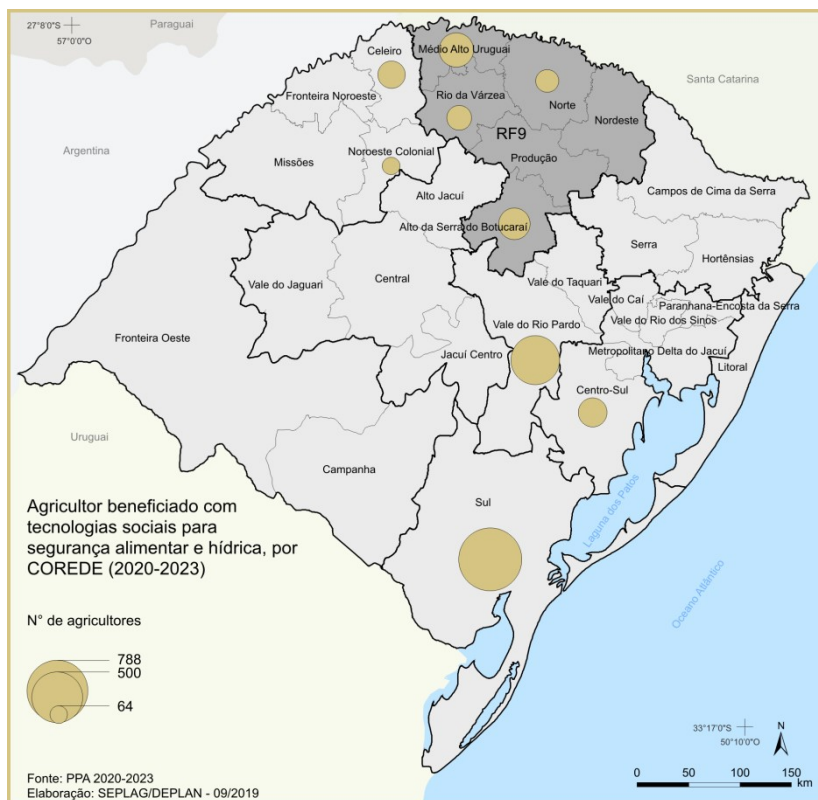 27°8'0"S
57°0'0"O
Paraguai
Celeiro
Médio Alto Uruguai
Santa Catarina
Fronteira Noroeste
Rio da Várzea
Norte
Nordeste
RF9
Argentina
Missões
Noroeste Colonial
Produção
Alto Jacuí
Campos de Cima da Serra
Alto da Serra do Botucaraí
Serra
Hortênsias
Vale do Jaguari
Central
Vale do Taquari
Vale do Caí
Paranhana-Encosta da Serra
Vale do Rio dos Sinos
Vale do Rio Pardo
Fronteira Oeste
Jacuí Centro
Metropolitano Delta do Jacuí
Litoral
Centro-Sul
Uruguai
Campanha
Sul
Laguna dos Patos
Oceano Atlântico
Agricultor beneficiado com
tecnologias sociais para
segurança alimentar e hídrica, por
COREDE (2020-2023)
N° de agricultores
788
500
64
33°17'0"S
50°10'0"O
N
0 50 100 150
km
Fonte: PPA 2020-2023
Elaboração: SEPLAG/DEPLAN - 09/2019